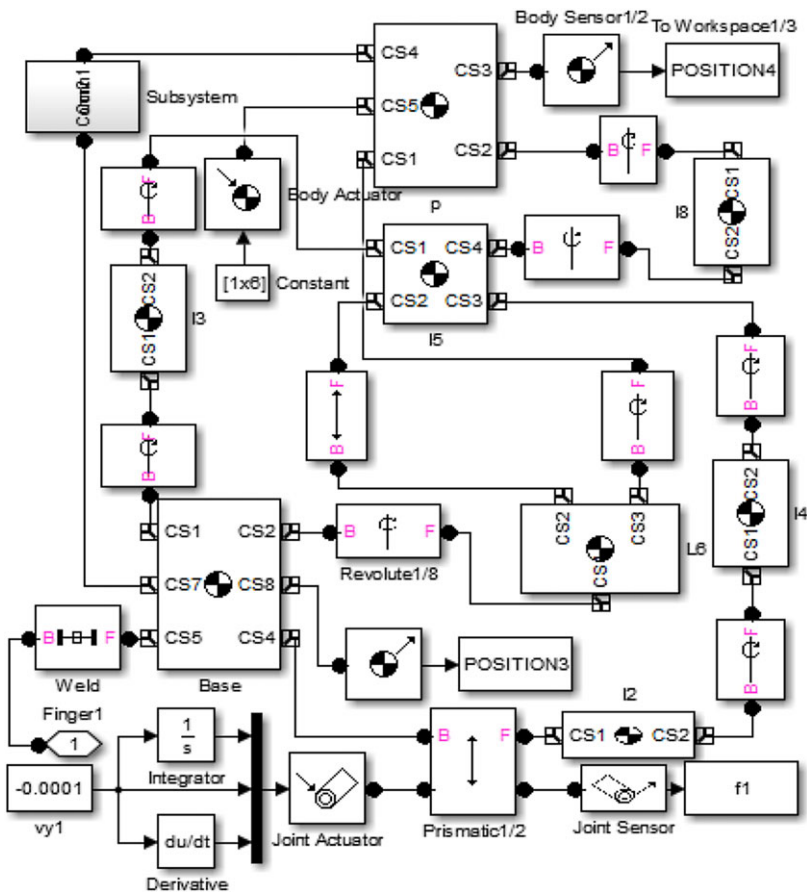 Body Sensor1/2
To Workspace1/3
CS4
CS3
POSITION4
Subsystem
CS5
CS1
CS2
B
F
p
CS1
CS2
I8
F
B
Body Actuator
[1x6]
Constant
CS1
CS4
CS2
CS3
I5
B
F
CS2
CS1
I3
F
B
F
B
F
B
F
B
CS2
CS1
I4
CS2
CS3
CS
L6
CS1
CS2
CS7
CS8
CS5
CS4
Base
B
F
Revolute1/8
B
F
Weld
POSITION3
F
B
Finger1
1
I2
CS1
CS2
1
s
Integrator
B
F
-0.0001
vy1
du/dt
Derivative
Joint Actuator
Prismatic1/2
Joint Sensor
f1